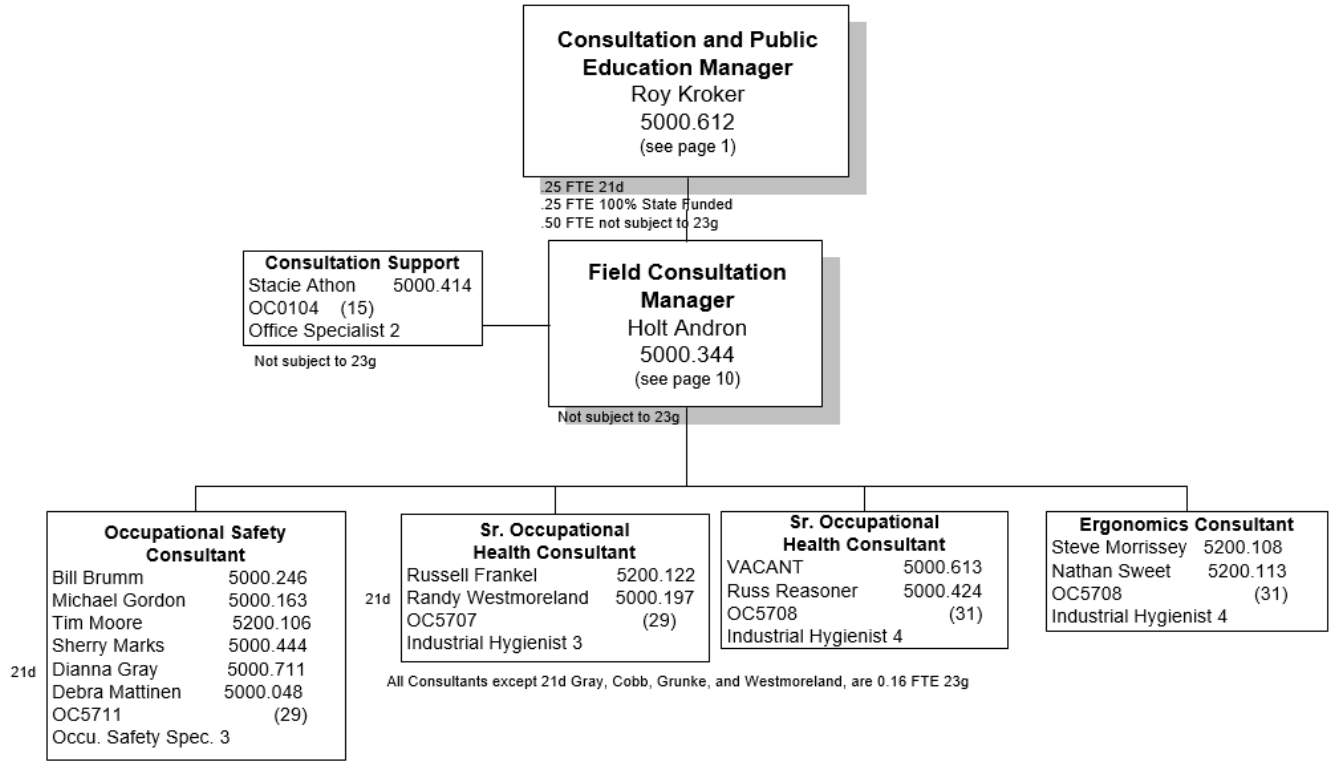 Consultation and Public
Education Manager
Roy Kroker
5000.612
(see page 1)
.25 FTE 21d
.25 FTE 100% State Funded
.50 FTE not subject to 23g
Consultation Support
Stacie Athon 5000.414
OC0104 (15)
Office Specialist 2
Not subject to 23g
Field Consultation
Manager
Holt Andron
5000.344
(see page 10)
Not subject to 23g
Occupational Safety
Consultant
Bill Brumm 5000.246
Michael Gordon 5000.163
Tim Moore 5200.106
Sherry Marks 5000.444
21d Dianna Gray 5000.711
Debra Mattinen 5000.048
OC5711 (29)
Occu. Safety Spec. 3
Sr. Occupational
Health Consultant
Russell Frankel 5200.122
21d Randy Westmoreland 5000.197
OC5707 (29)
Industrial Hygienist 3
Sr. Occupational
Health Consultant
VACANT 5000.613
Russ Reasoner 5000.424
OC5708 (31)
Industrial Hygienist 4
Ergonomics Consultant
Steve Morrissey 5200.108
Nathan Sweet 5200.113
OC5708 (31)
Industrial Hygienist 4
All Consultants except 21d Gray, Cobb, Grunke, and Westmoreland, are 0.16 FTE 23g